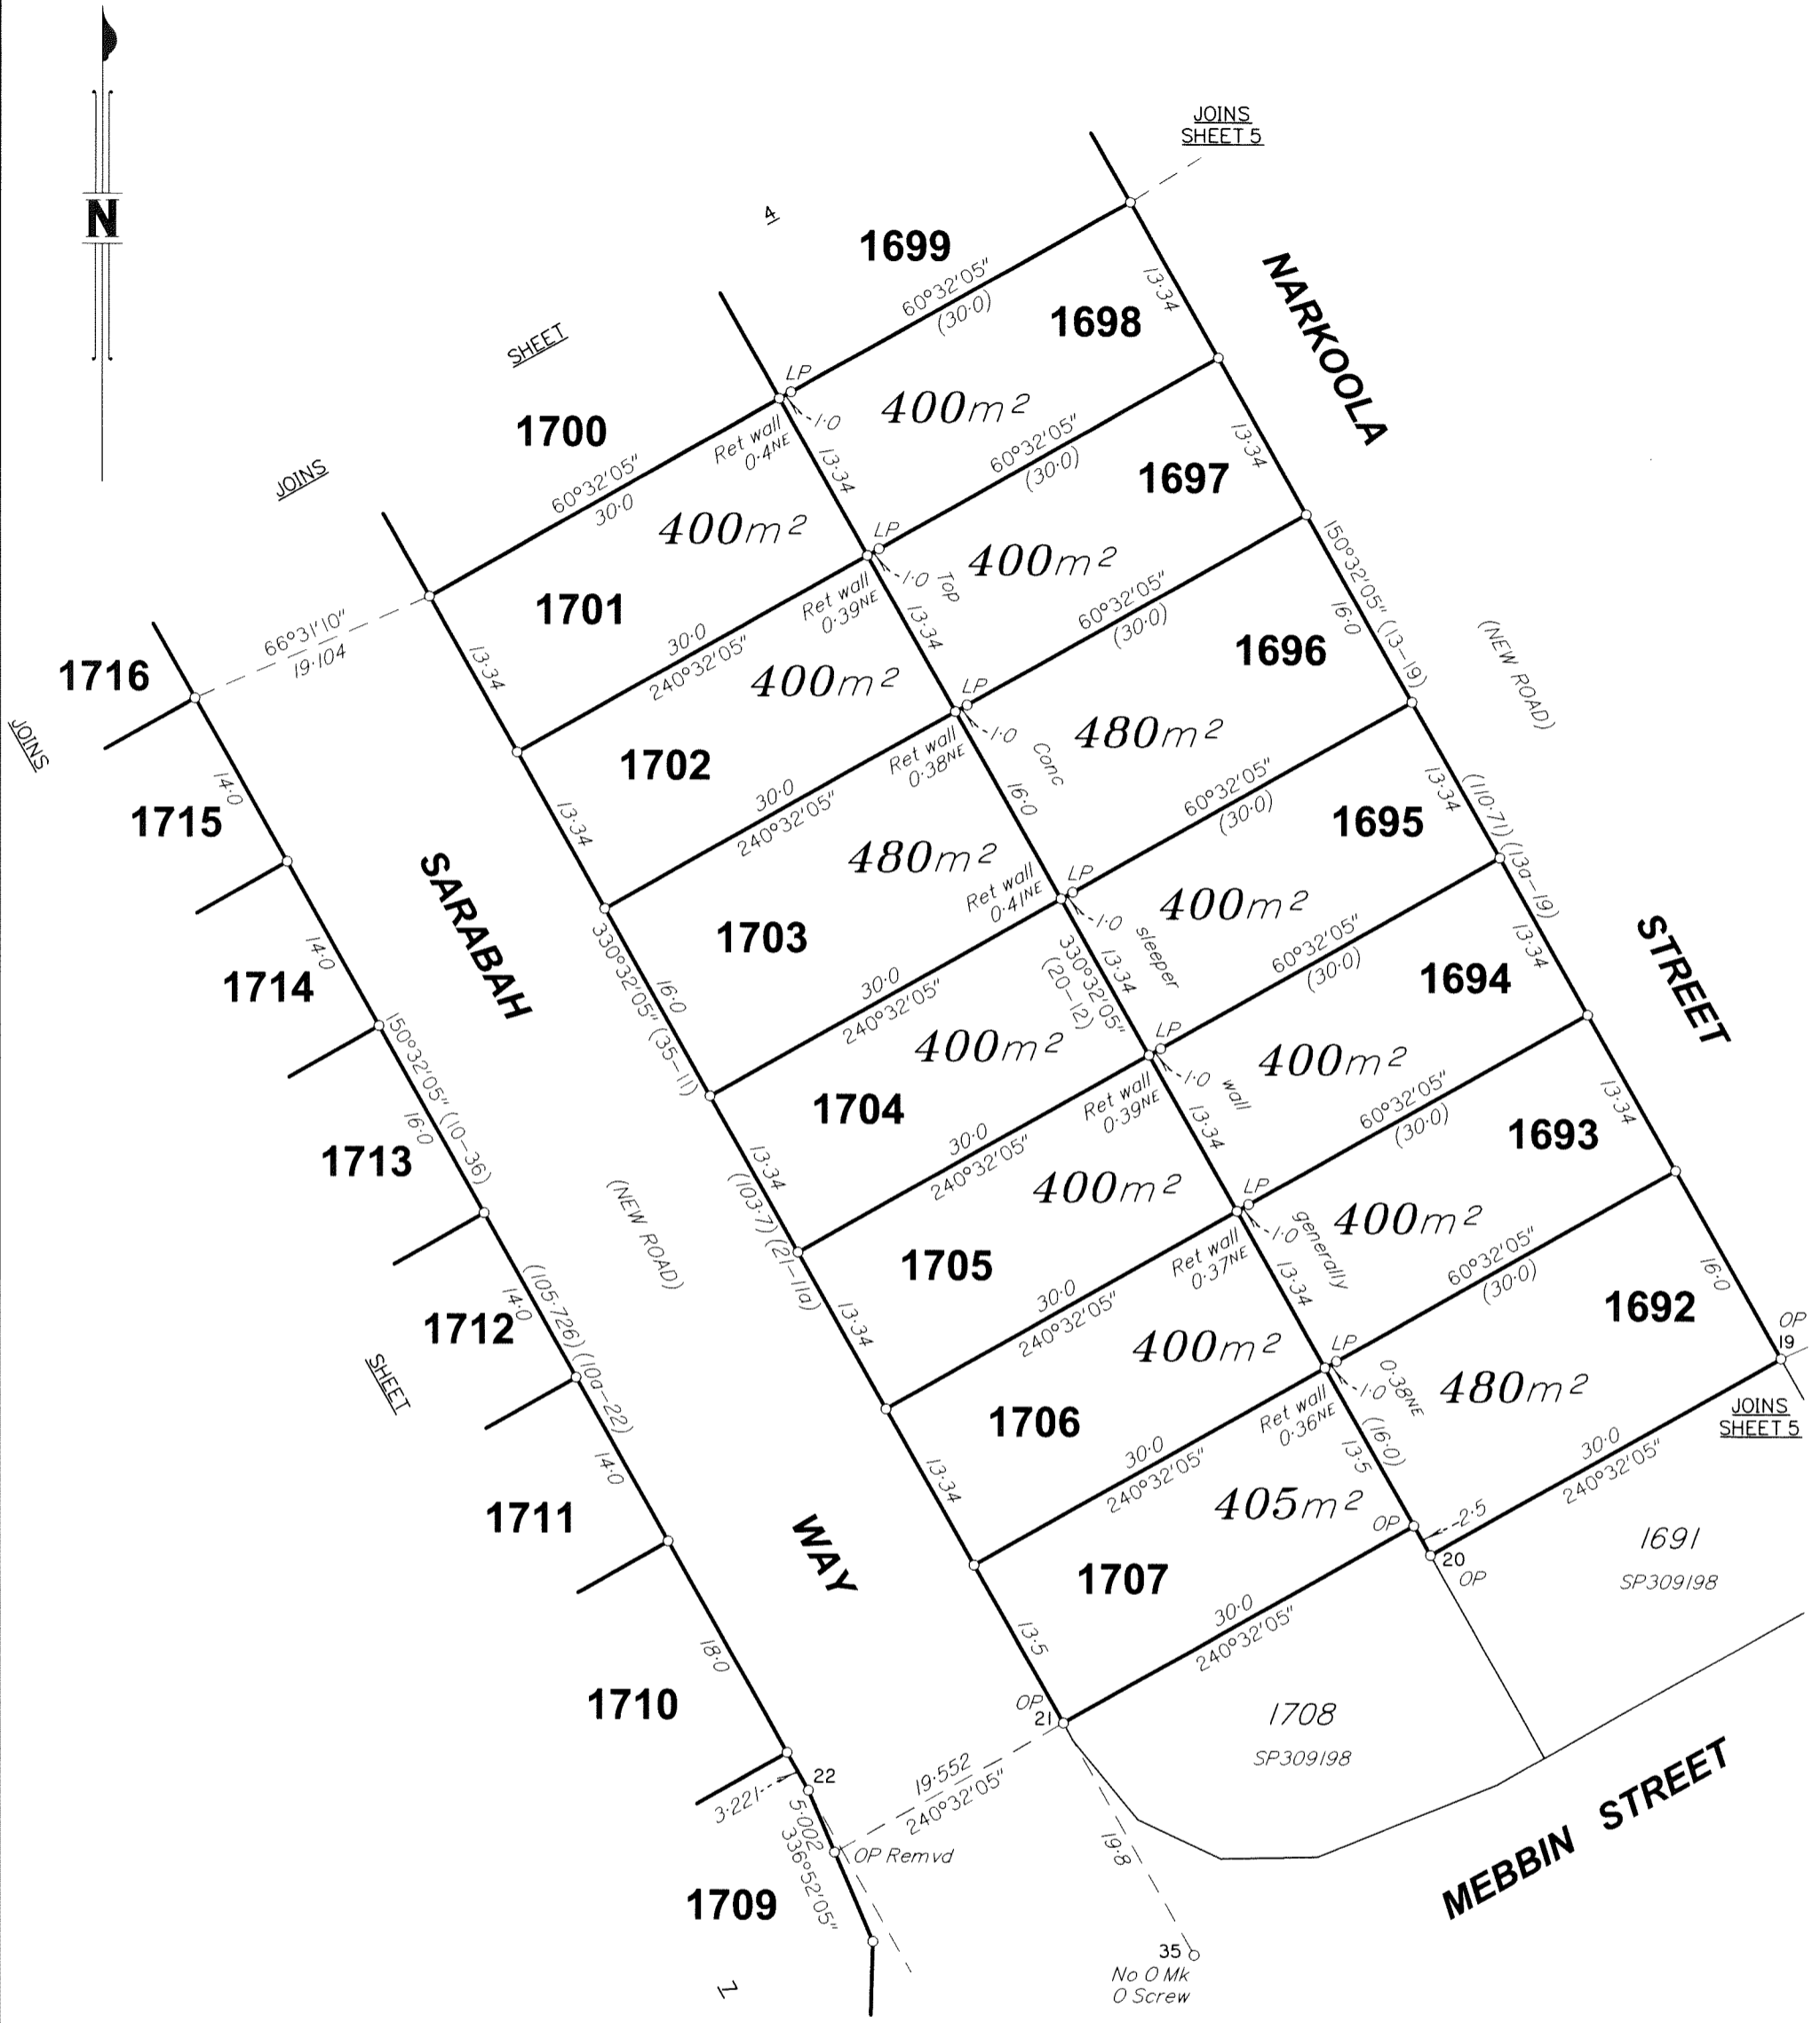 N
JOINS
SHEET 5
4
SHEET
JOINS
1699
60°32'05"
(30·0)
13·34
NARKOOLA
STREET
(NEW ROAD)
1698
400m²
LP
1·0
Ret wall
0·4NE
13·34
1700
60°32'05"
30·0
400m²
1701
13·34
66°31'10"
19·104
60°32'05"
(30·0)
13·34
1697
400m²
LP
1·0
Top
Ret wall
0·39NE
13·34
30·0
240°32'05"
400m²
1702
13·34
60°32'05"
(30·0)
150°32'05" (13-19)
16·0
1696
480m²
LP
1·0
Conc
Ret wall
0·38NE
16·0
30·0
240°32'05"
480m²
1703
330°32'05" (35-11)
16·0
60°32'05"
(30·0)
13·34
(110·71) (13a-19)
1695
400m²
LP
1·0
sleeper
Ret wall
0·41NE
13·34
330°32'05"
(20-12)
30·0
240°32'05"
400m²
1704
13·34
(103·7) (21-11a)
60°32'05"
(30·0)
13·34
1694
400m²
LP
1·0
wall
Ret wall
0·39NE
13·34
30·0
240°32'05"
400m²
1705
13·34
60°32'05"
(30·0)
13·34
1693
400m²
LP
1·0
generally
Ret wall
0·37NE
13·34
30·0
240°32'05"
400m²
1706
13·34
60°32'05"
(30·0)
16·0
1692
480m²
OP
19
JOINS
SHEET 5
LP
1·0
0·38NE
Ret wall
0·36NE
(16·0)
13·5
30·0
240°32'05"
405m²
1707
13·5
OP
2·5
20
OP
30·0
240°32'05"
1691
SP309198
30·0
240°32'05"
OP
21
1708
SP309198
MEBBIN STREET
1716
JOINS
14·0
1715
14·0
1714
SARABAH
WAY
(NEW ROAD)
150°32'05" (10-36)
16·0
1713
(105·726) (10a-22)
14·0
1712
SHEET
14·0
1711
18·0
1710
22
3·221
5·002
336°52'05"
19·552
240°32'05"
OP Remvd
1709
7
19·8
35
No O Mk
O Screw